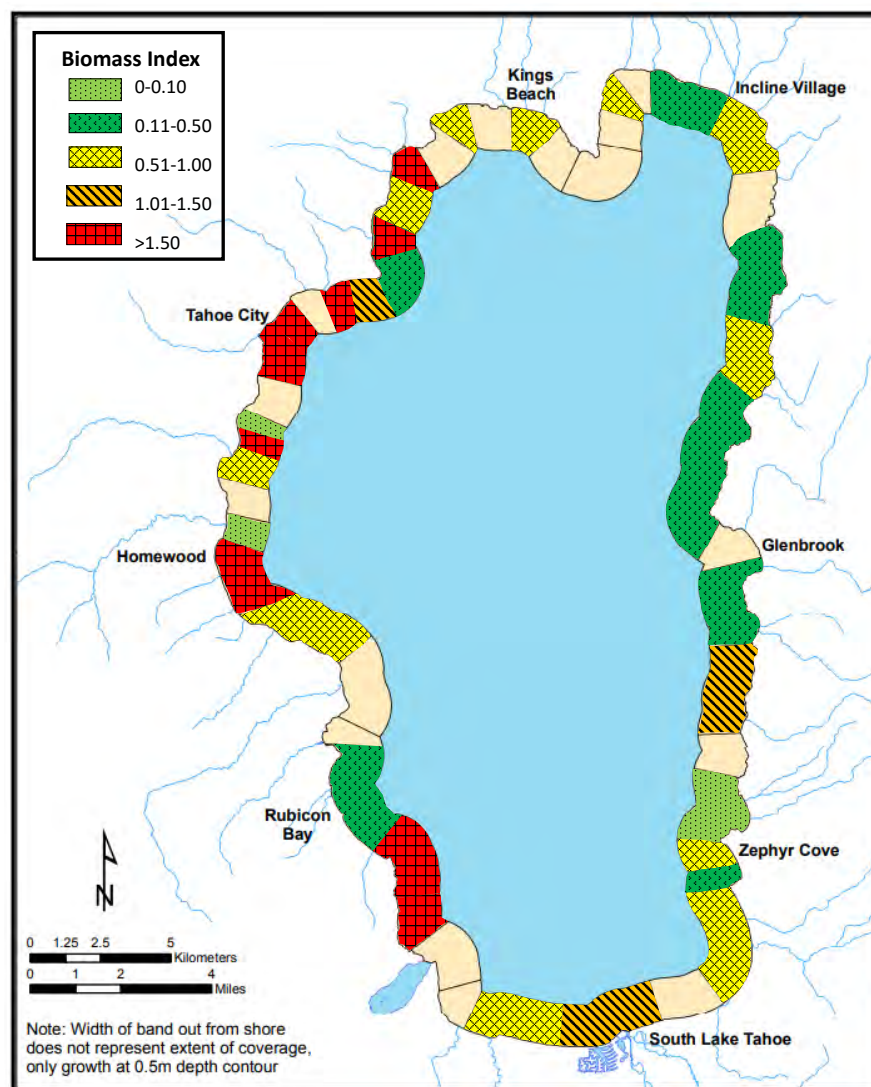 Biomass Index
0-0.10
0.11-0.50
0.51-1.00
1.01-1.50
>1.50
Kings
Beach
Incline Village
Tahoe City
Homewood
Glenbrook
Rubicon
Bay
Zephyr Cove
N
0 1.25 2.5 5
Kilometers
0 1 2 4
Miles
South Lake Tahoe
Note: Width of band out from shore
does not represent extent of coverage,
only growth at 0.5m depth contour